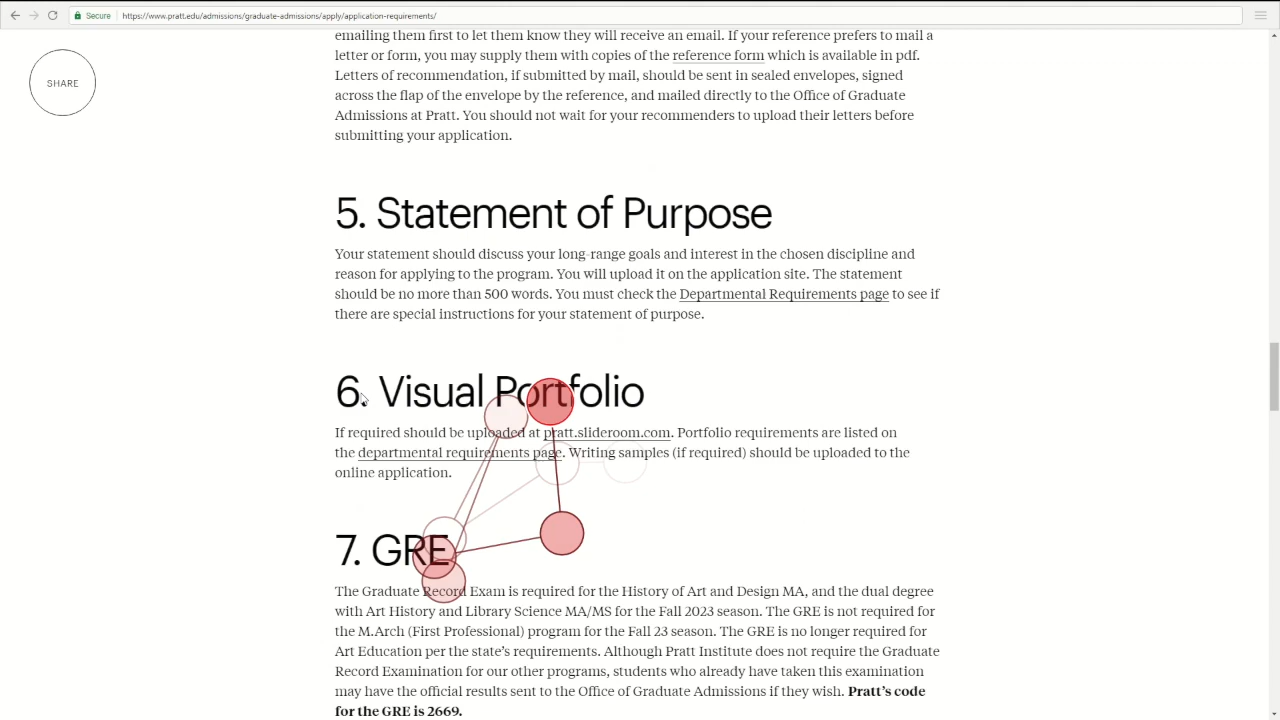 Secure
https://www.pratt.edu/admissions/graduate-admissions/apply/application-requirements/
SHARE
emailing them first to let them know they will receive an email. If your reference prefers to mail a
letter or form, you may supply them with copies of the reference form which is available in pdf.
Letters of recommendation, if submitted by mail, should be sent in sealed envelopes, signed
across the flap of the envelope by the reference, and mailed directly to the Office of Graduate
Admissions at Pratt. You should not wait for your recommenders to upload their letters before
submitting your application.
5. Statement of Purpose
Your statement should discuss your long-range goals and interest in the chosen discipline and
reason for applying to the program. You will upload it on the application site. The statement
should be no more than 500 words. You must check the Departmental Requirements page to see if
there are special instructions for your statement of purpose.
6. Visual Portfolio
If required should be uploaded at pratt.slideroom.com. Portfolio requirements are listed on
the departmental requirements page. Writing samples (if required) should be uploaded to the
online application.
7. GRE
The Graduate Record Exam is required for the History of Art and Design MA, and the dual degree
with Art History and Library Science MA/MS for the Fall 2023 season. The GRE is not required for
the M.Arch (First Professional) program for the Fall 23 season. The GRE is no longer required for
Art Education per the state’s requirements. Although Pratt Institute does not require the Graduate
Record Examination for our other programs, students who already have taken this examination
may have the official results sent to the Office of Graduate Admissions if they wish. Pratt’s code
for the GRE is 2669.